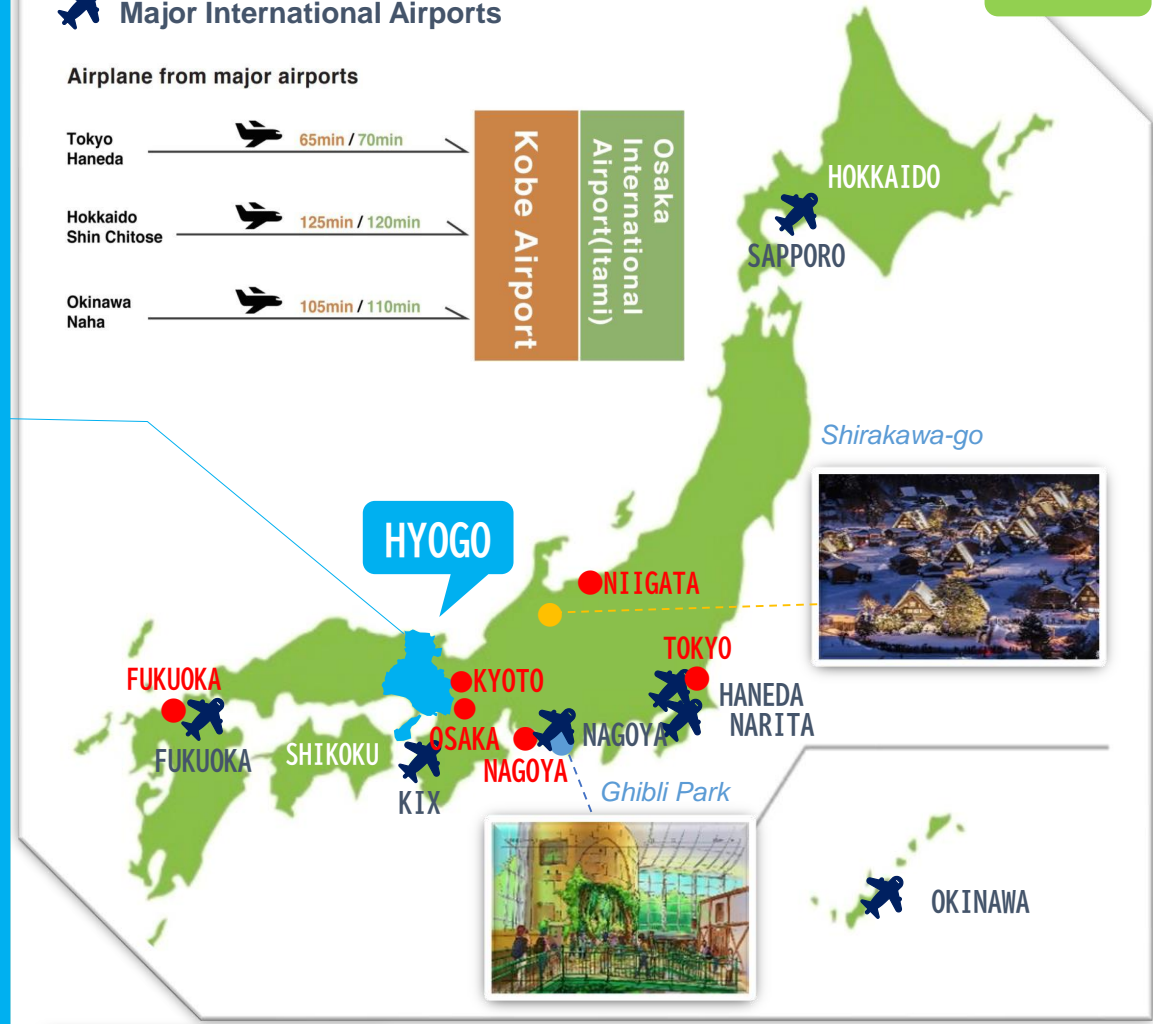 Major International Airports
Airplane from major airports
Tokyo
Haneda
65min / 70min
Hokkaido
Shin Chitose
125min / 120min
Okinawa
Naha
105min / 110min
Kobe Airport
Osaka
International
Airport(Itami)
HOKKAIDO
SAPPORO
Shirakawa-go
HYOGO
NIIGATA
TOKYO
FUKUOKA
KYOTO
HANEDA
NARITA
OSAKA
NAGOYA
SHIKOKU
FUKUOKA
NAGOYA
KIX
Ghibli Park
OKINAWA